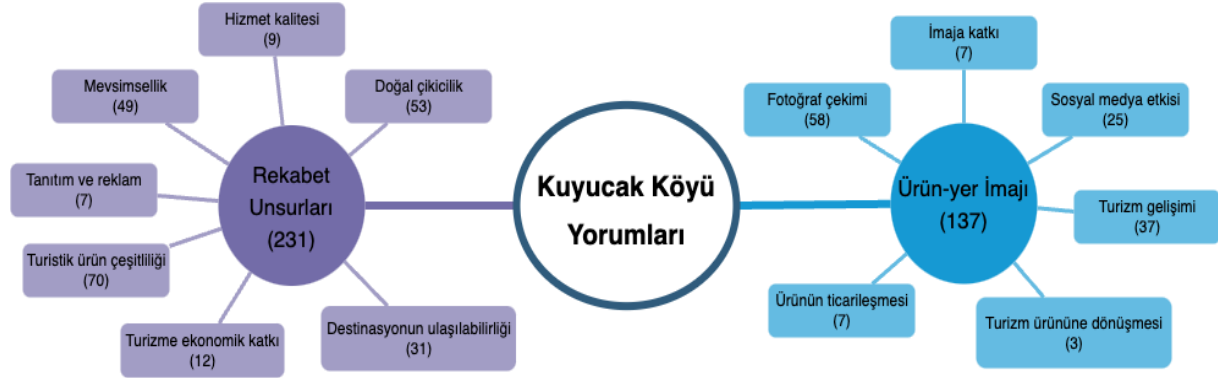 Hizmet kalitesi
(9)
Mevsimsellik
(49)
Doğal çikicilik
(53)
Tanıtım ve reklam
(7)
Rekabet
Unsurları
(231)
Turistik ürün çeşitliliği
(70)
Turizme ekonomik katkı
(12)
Destinasyonun ulaşılabilirliği
(31)
Kuyucak Köyü
Yorumları
İmaja katkı
(7)
Fotoğraf çekimi
(58)
Sosyal medya etkisi
(25)
Ürün-yer İmajı
(137)
Turizm gelişimi
(37)
Ürünün ticarileşmesi
(7)
Turizm ürününe dönüşmesi
(3)